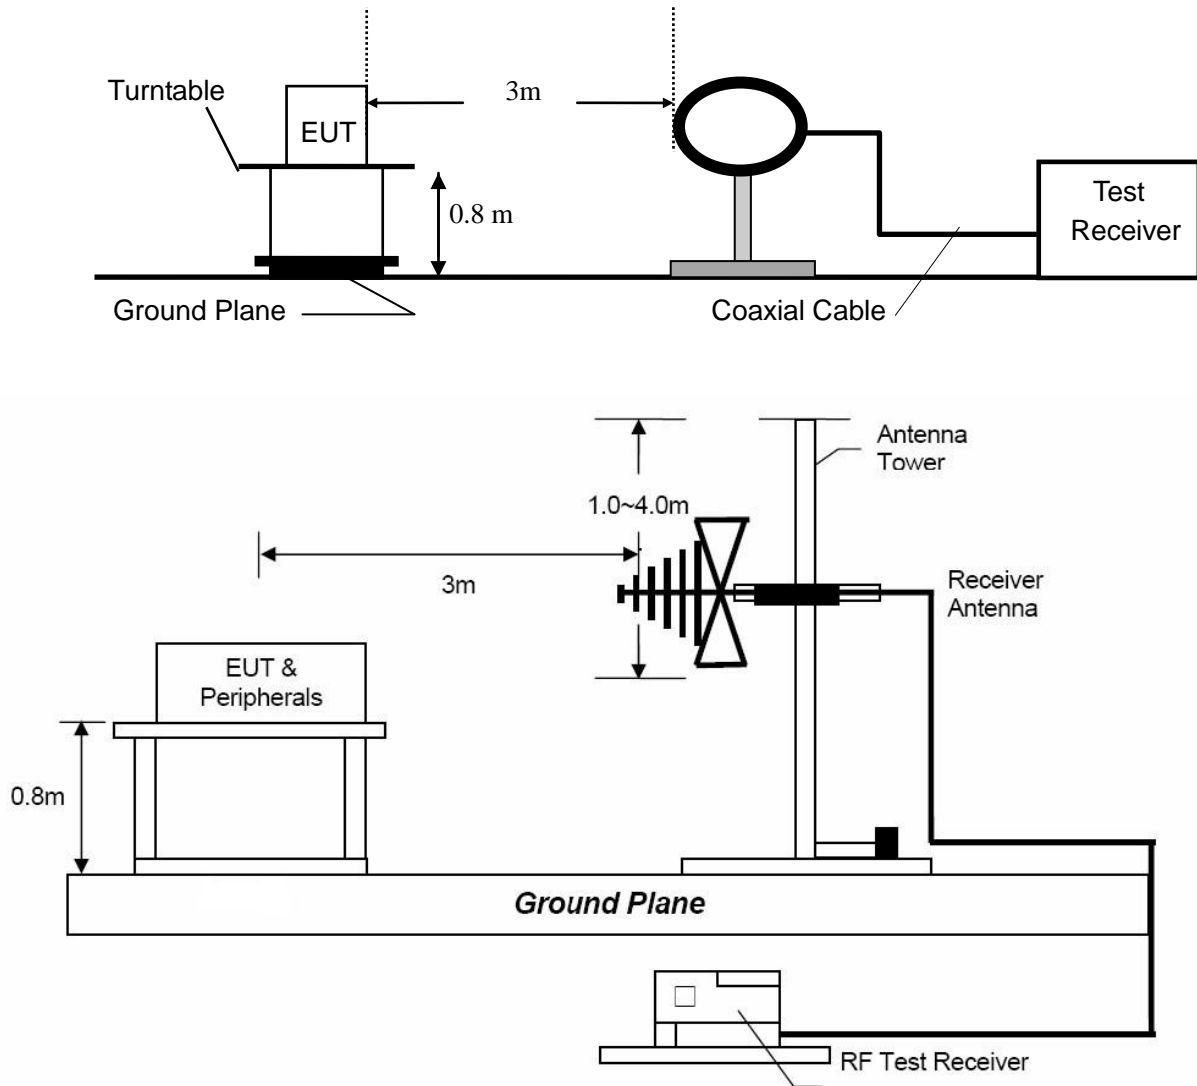 Turntable
3m
EUT
0.8 m
Test
Receiver
Ground Plane
Coaxial Cable
Antenna
Tower
1.0~4.0m
3m
Receiver
Antenna
EUT &
Peripherals
0.8m
Ground Plane
RF Test Receiver